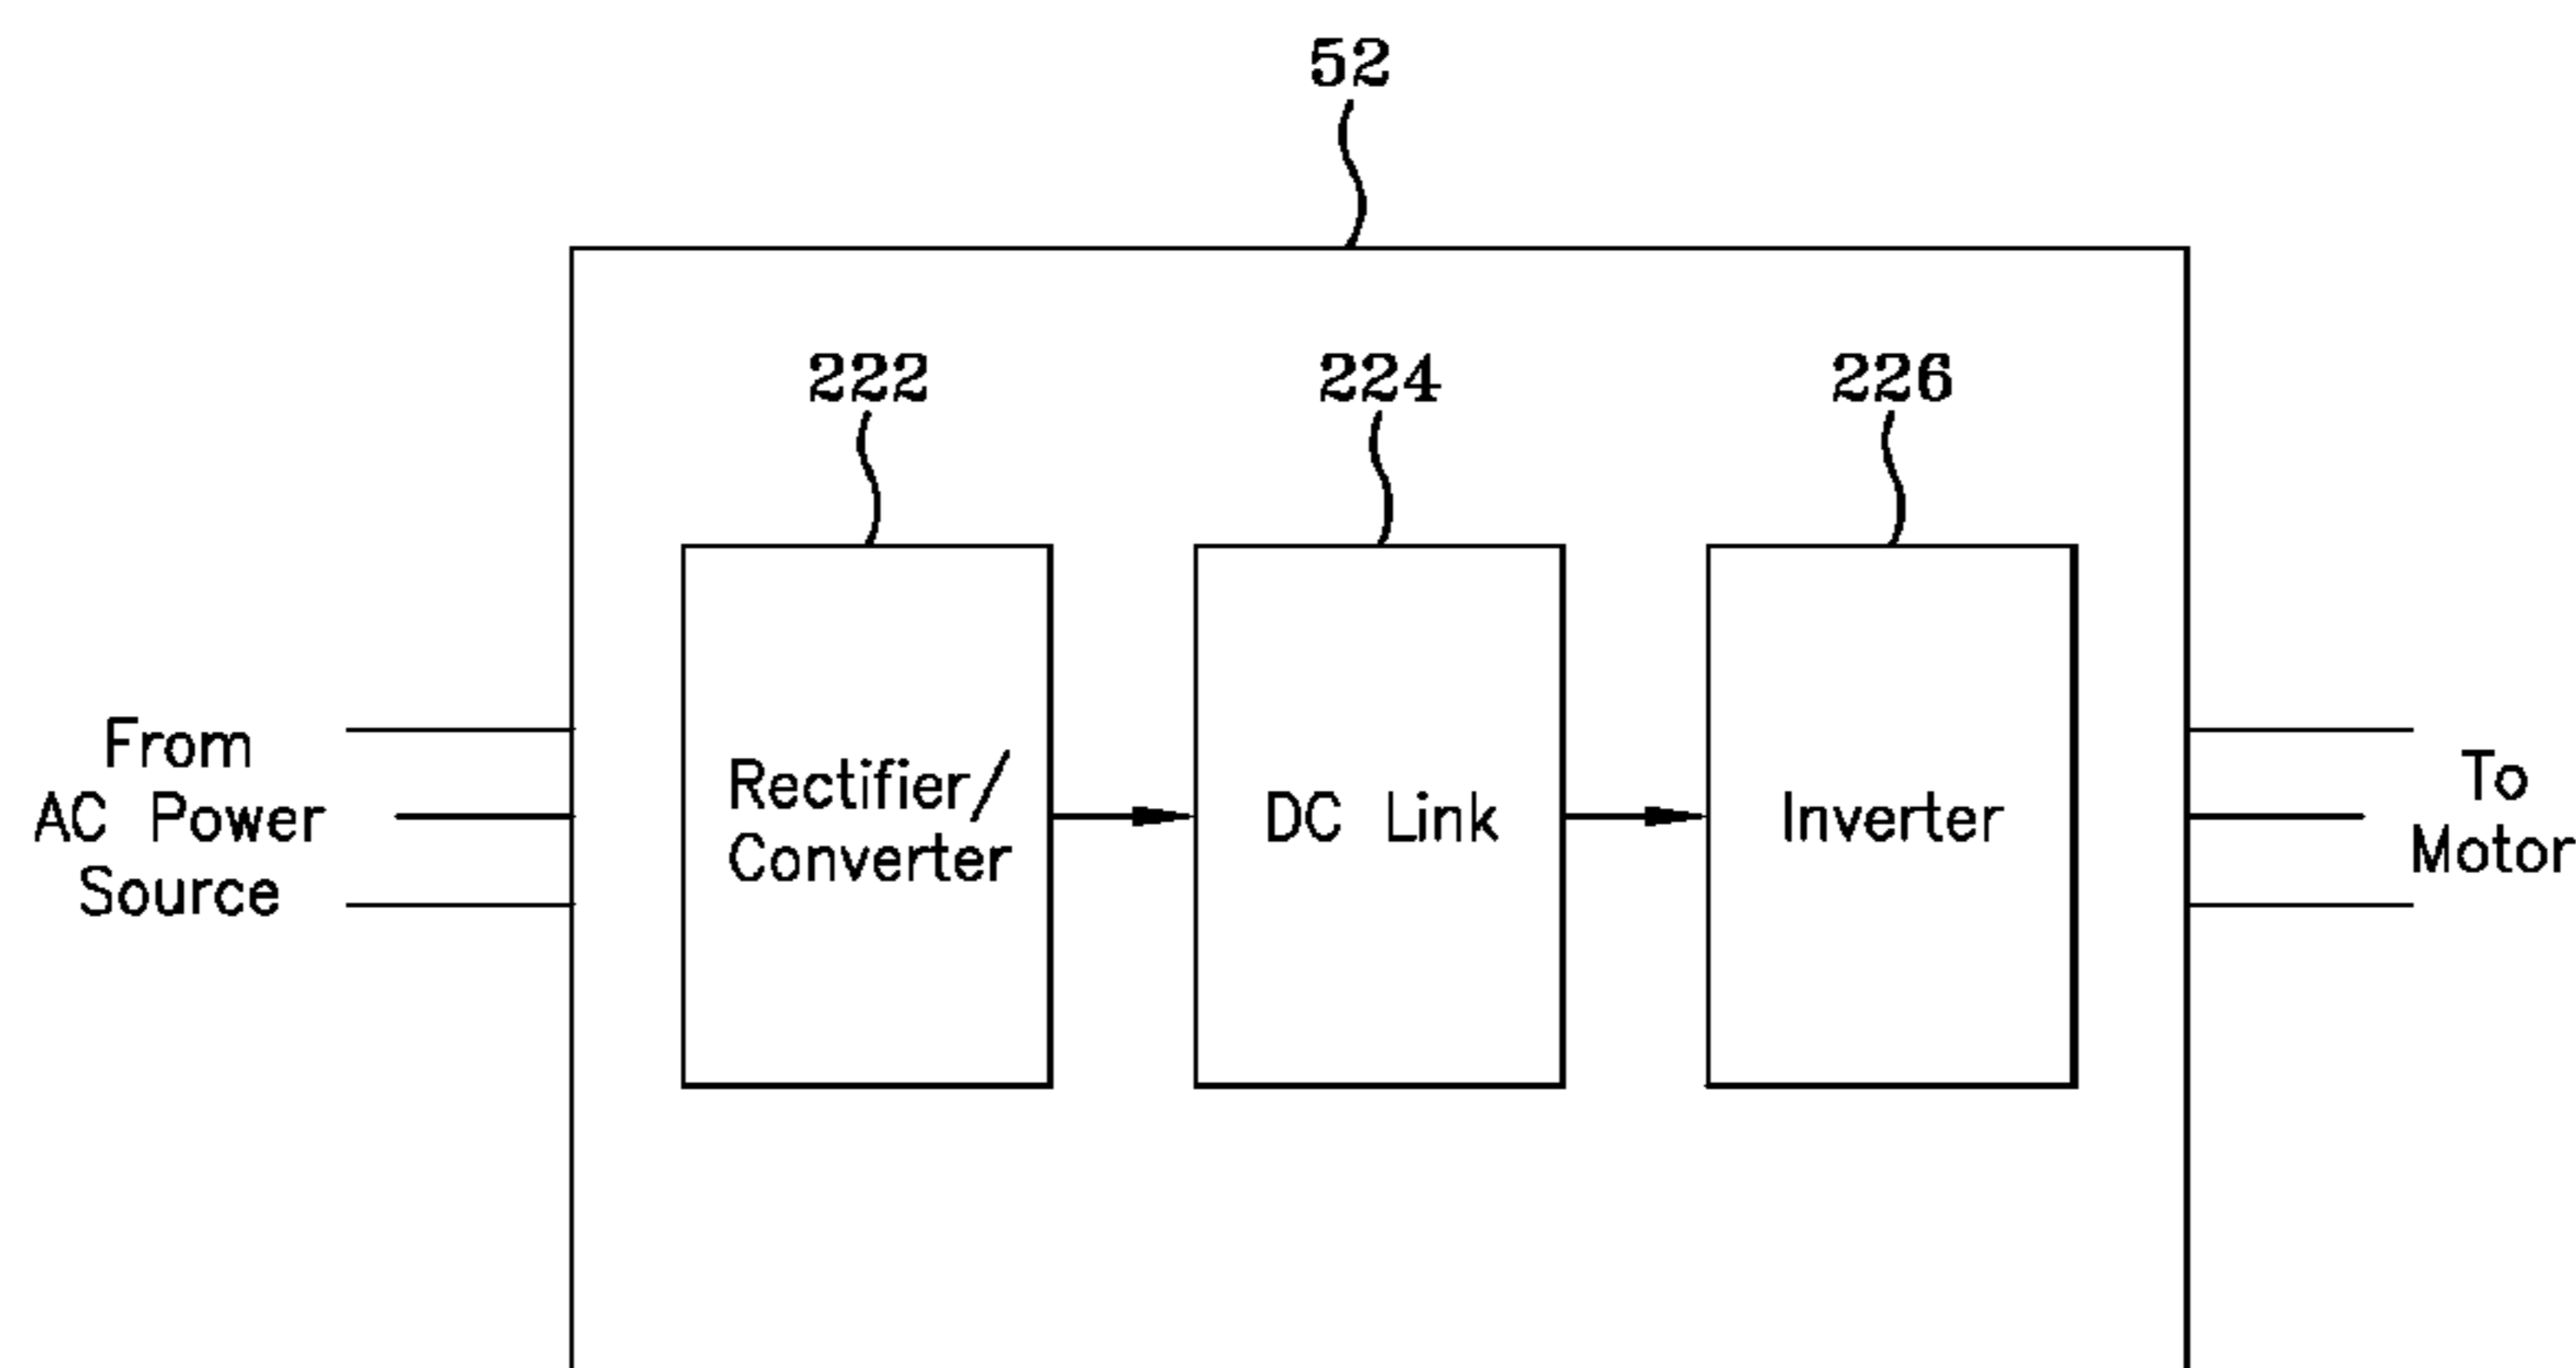 52
222
224
226
From
AC Power
Source
Rectifier/
Converter
DC Link
Inverter
To
Motor